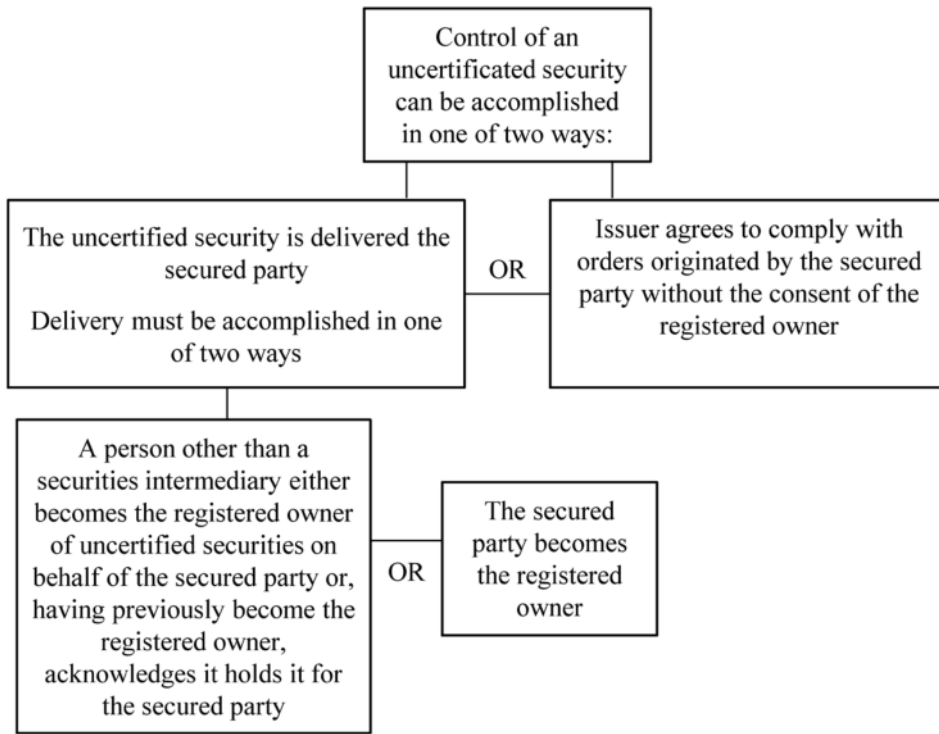 Control of an
uncertificated security
can be accomplished
in one of two ways:
The uncertified security is delivered the
secured party
Delivery must be accomplished in one
of two ways
OR
Issuer agrees to comply with
orders originated by the secured
party without the consent of the
registered owner
A person other than a
securities intermediary either
becomes the registered owner
of uncertified securities on
behalf of the secured party or,
having previously become the
registered owner,
acknowledges it holds it for
the secured party
OR
The secured
party becomes
the registered
owner